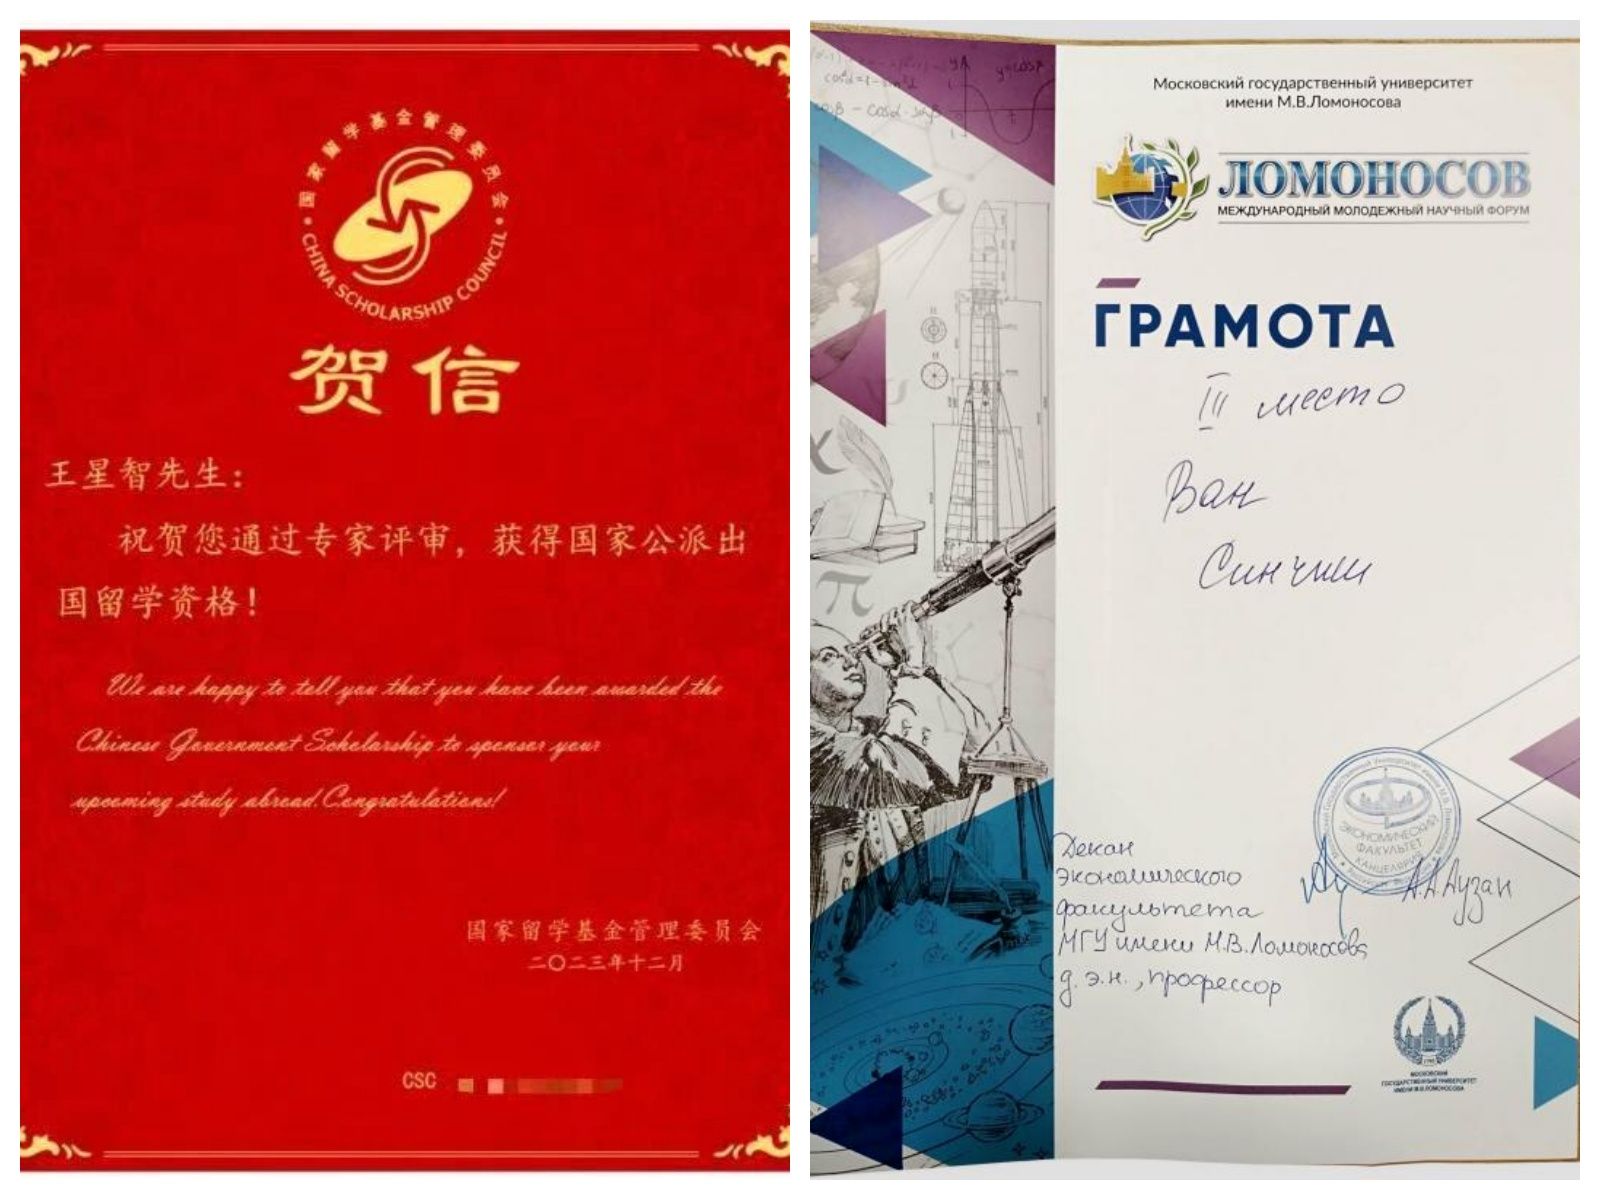 国家留学基金管理委员会
CHINA SCHOLARSHIP COUNCIL
贺信
王星智先生：
祝贺您通过专家评审，获得国家公派出
国留学资格！
We are happy to tell you that you have been awarded the
Chinese Government Scholarship to sponsor your
upcoming study abroad. Congratulations!
国家留学基金管理委员会
二〇二三年十二月
CSC
Московский государственный университет
имени М.В.Ломоносова
ЛОМОНОСОВ
МЕЖДУНАРОДНЫЙ МОЛОДЕЖНЫЙ НАУЧНЫЙ ФОРУМ
ГРАМОТА
III место
Ван
Синчжи
ЭКОНОМИЧЕСКИЙ
ФАКУЛЬТЕТ
КАНЦЕЛЯРИЯ
Декан
экономического
факультета
МГУ имени М.В.Ломоносова
д.э.н., профессор
А.А.Аузан
МОСКОВСКИЙ
ГОСУДАРСТВЕННЫЙ УНИВЕРСИТЕТ
ИМЕНИ М.В.ЛОМОНОСОВА